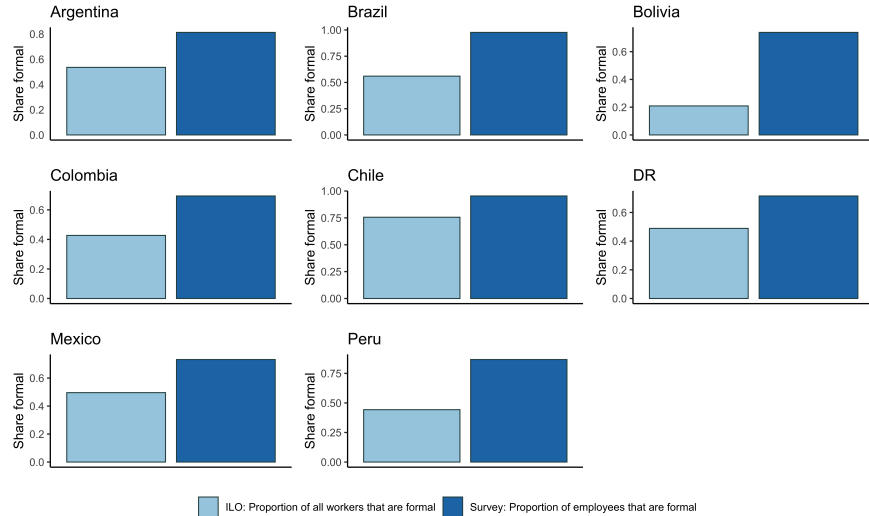 Argentina
Share formal
0.8
0.6
0.4
0.2
0.0
Brazil
Share formal
1.00
0.75
0.50
0.25
0.00
Bolivia
Share formal
0.6
0.4
0.2
0.0
Colombia
Share formal
0.6
0.4
0.2
0.0
Chile
Share formal
1.00
0.75
0.50
0.25
0.00
DR
Share formal
0.6
0.4
0.2
0.0
Mexico
Share formal
0.6
0.4
0.2
0.0
Peru
Share formal
0.75
0.50
0.25
0.00
ILO: Proportion of all workers that are formal
Survey: Proportion of employees that are formal